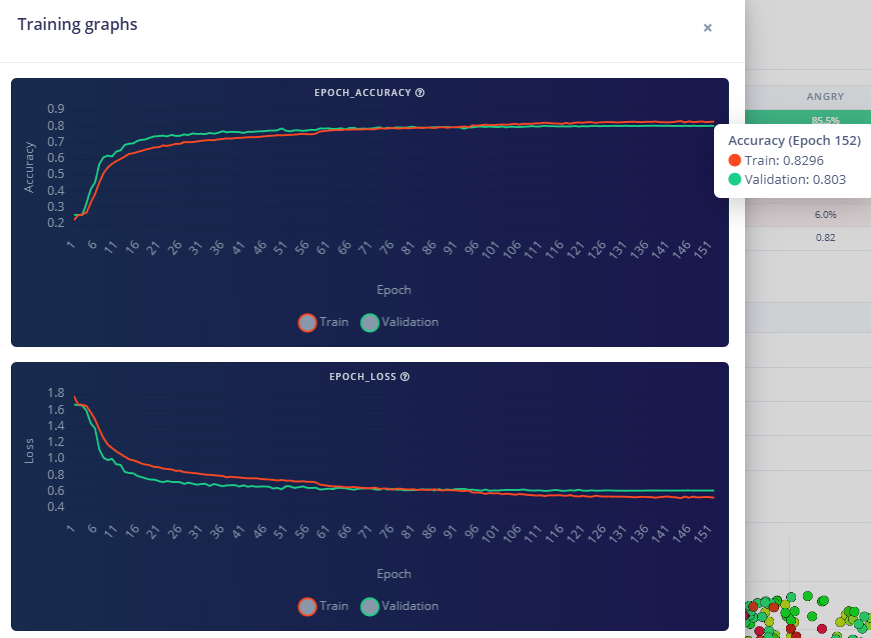 Training graphs
×
EPOCH_ACCURACY
Accuracy
0.9
0.8
0.7
0.6
0.5
0.4
0.3
0.2
1 6 11 16 21 26 31 36 41 46 51 56 61 66 71 76 81 86 91 96 101 106 111 116 121 126 131 136 141 146 151
Epoch
Train Validation
ANGRY
85.5%
Accuracy (Epoch 152)
Train: 0.8296
Validation: 0.803
6.0%
0.82
EPOCH_LOSS
Loss
1.8
1.6
1.4
1.2
1.0
0.8
0.6
0.4
1 6 11 16 21 26 31 36 41 46 51 56 61 66 71 76 81 86 91 96 101 106 111 116 121 126 131 136 141 146 151
Epoch
Train Validation